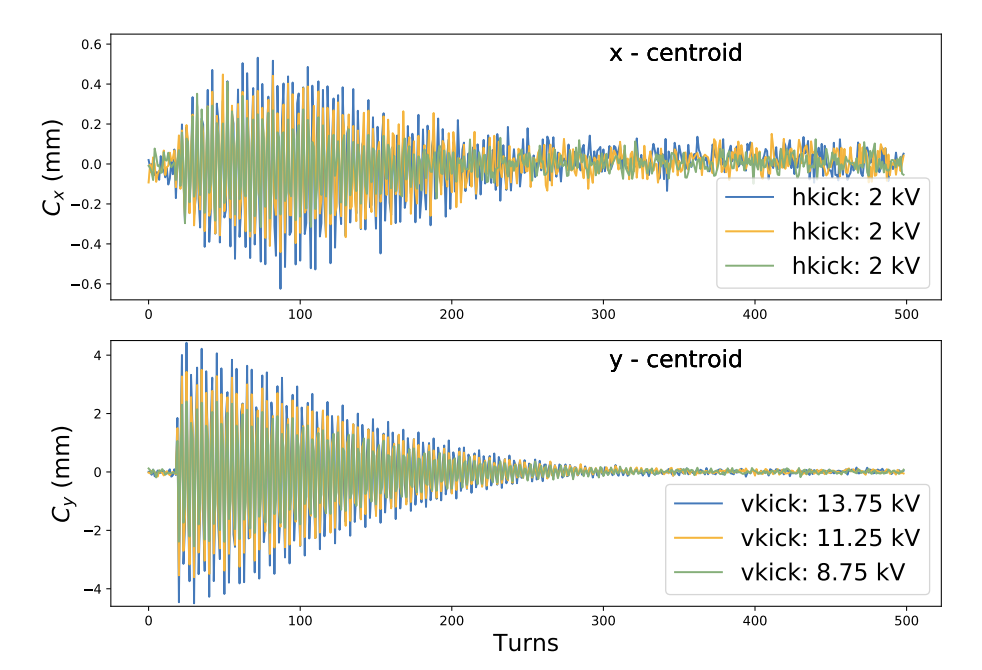 x - centroid
0.6
0.4
0.2
0.0
−0.2
−0.4
−0.6
C_x (mm)
hkick: 2 kV
hkick: 2 kV
hkick: 2 kV
0 100 200 300 400 500
y - centroid
4
2
0
−2
−4
C_y (mm)
vkick: 13.75 kV
vkick: 11.25 kV
vkick: 8.75 kV
0 100 200 300 400 500
Turns